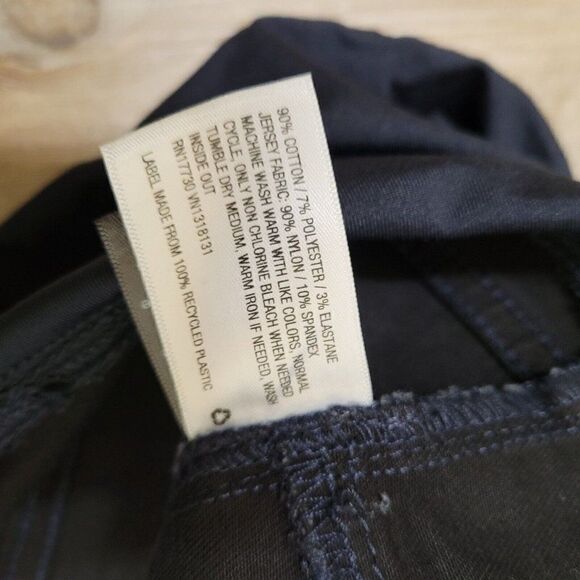 90% COTTON / 7% POLYESTER / 3% ELASTANE
JERSEY FABRIC: 90% NYLON / 10% SPANDEX
MACHINE WASH WARM WITH LIKE COLORS, NORMAL
CYCLE, ONLY NON CHLORINE BLEACH WHEN NEEDED
TUMBLE DRY MEDIUM, WARM IRON IF NEEDED, WASH
INSIDE OUT
RN17730 VN1318131
LABEL MADE FROM 100% RECYCLED PLASTIC